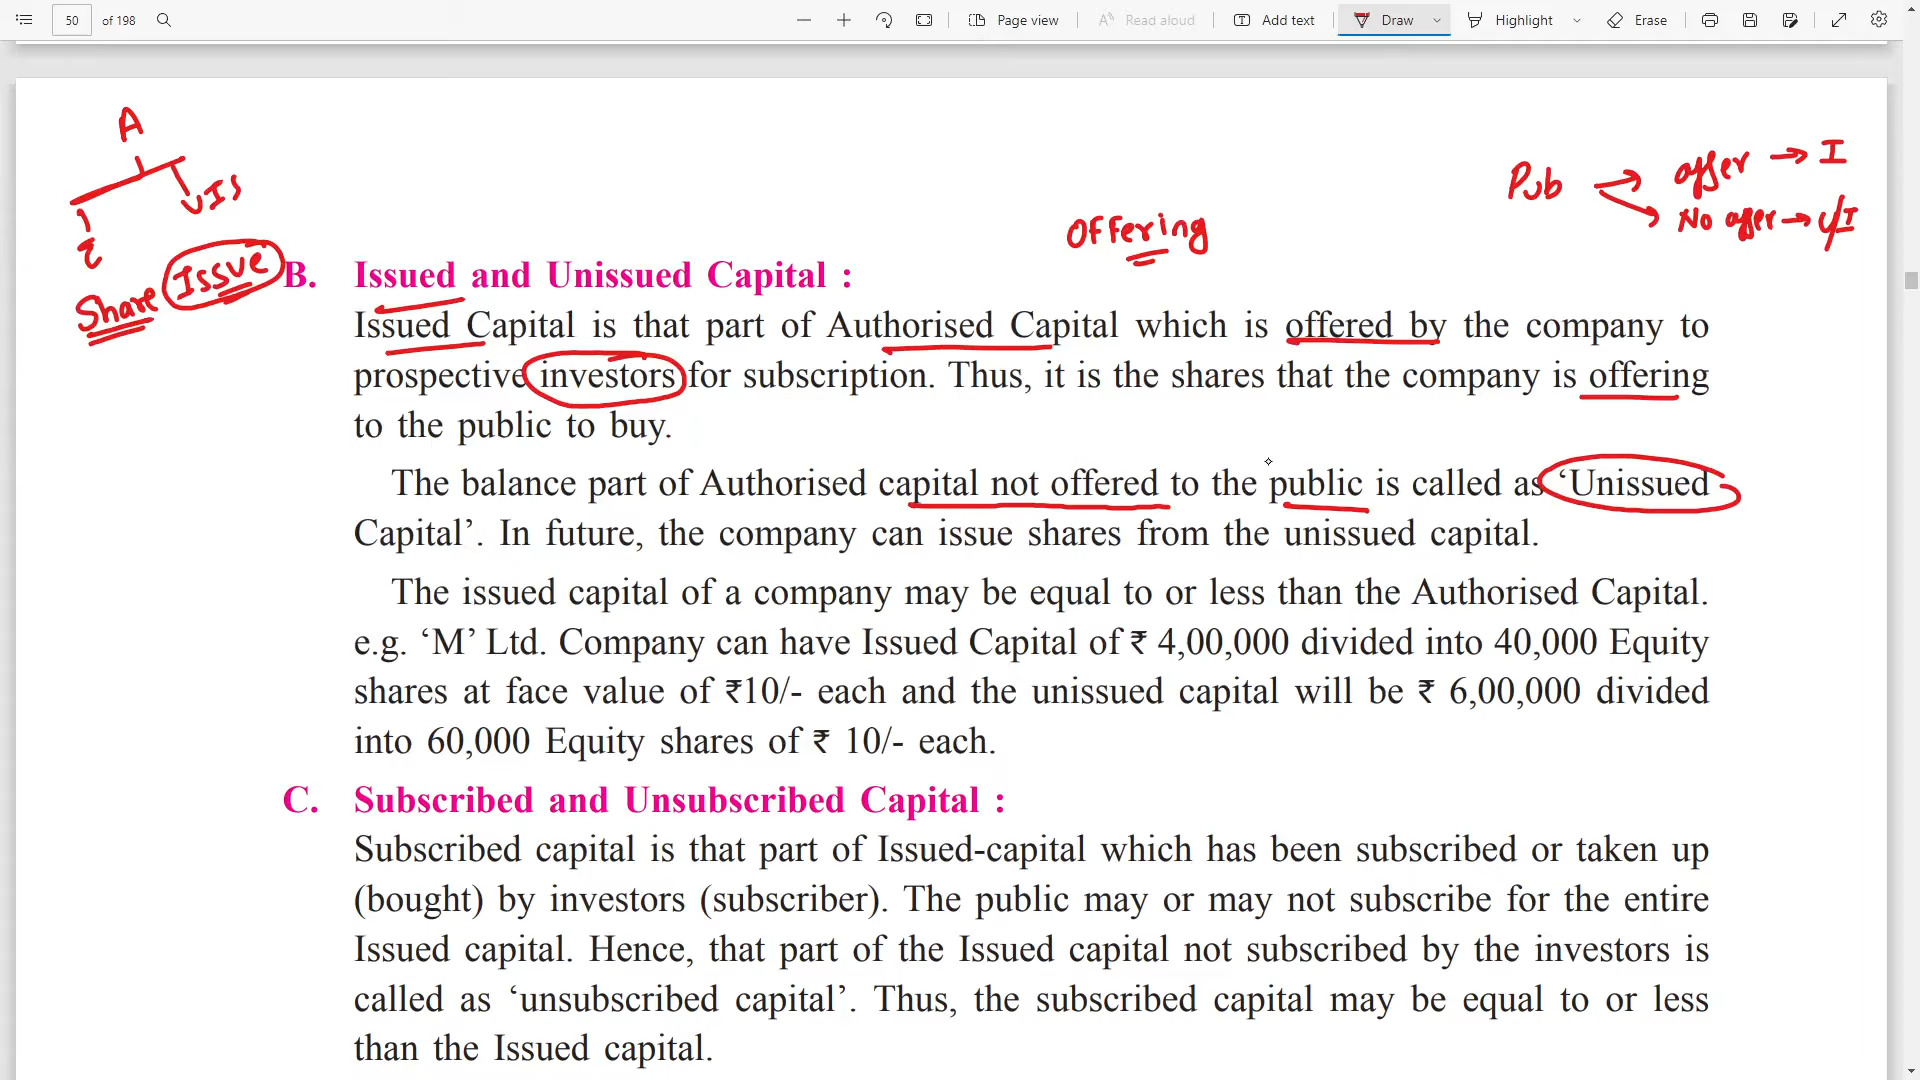 50 of 198 Page view Read aloud Add text Draw Highlight Erase
A
UIs
Share Issue
Offering
Pub → offer → I
→ No offer → U/I
B. Issued and Unissued Capital :
Issued Capital is that part of Authorised Capital which is offered by the company to
prospective investors for subscription. Thus, it is the shares that the company is offering
to the public to buy.
The balance part of Authorised capital not offered to the public is called as ‘Unissued
Capital’. In future, the company can issue shares from the unissued capital.
The issued capital of a company may be equal to or less than the Authorised Capital.
e.g. ‘M’ Ltd. Company can have Issued Capital of ₹ 4,00,000 divided into 40,000 Equity
shares at face value of ₹10/- each and the unissued capital will be ₹ 6,00,000 divided
into 60,000 Equity shares of ₹ 10/- each.
C. Subscribed and Unsubscribed Capital :
Subscribed capital is that part of Issued-capital which has been subscribed or taken up
(bought) by investors (subscriber). The public may or may not subscribe for the entire
Issued capital. Hence, that part of the Issued capital not subscribed by the investors is
called as ‘unsubscribed capital’. Thus, the subscribed capital may be equal to or less
than the Issued capital.